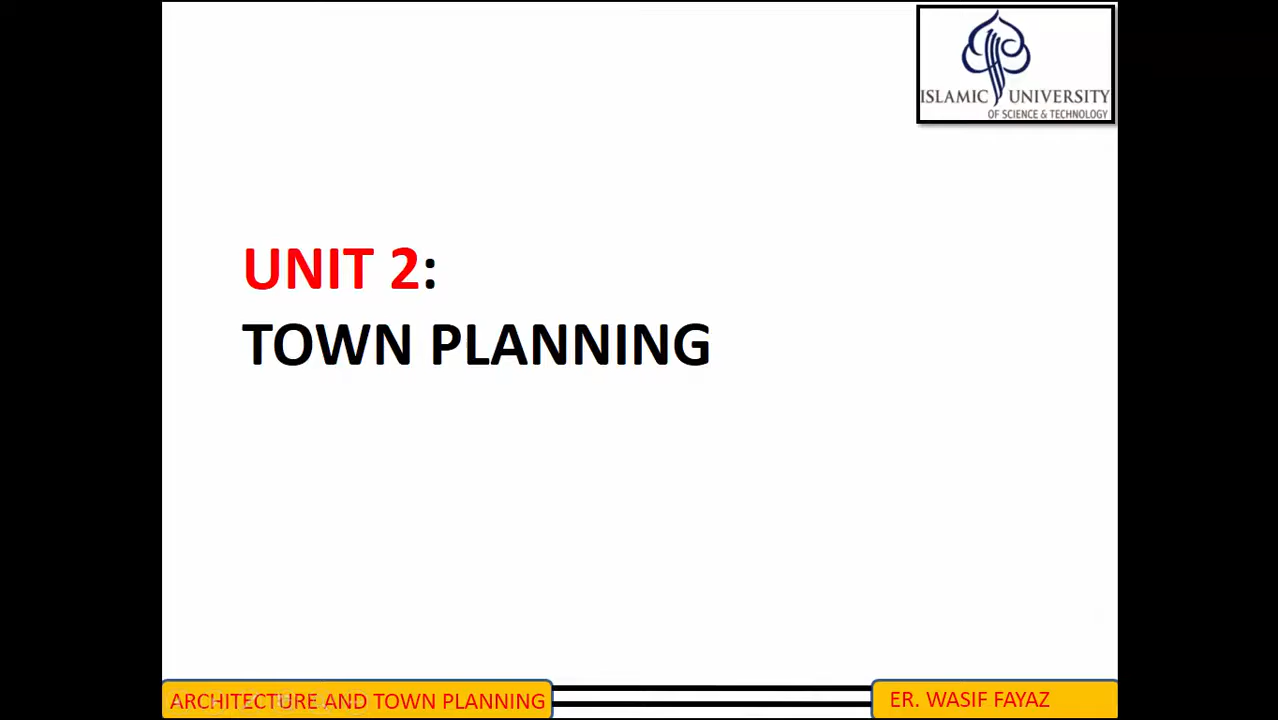 ISLAMIC UNIVERSITY
OF SCIENCE & TECHNOLOGY
UNIT 2:
TOWN PLANNING
ARCHITECTURE AND TOWN PLANNING
ER. WASIF FAYAZ